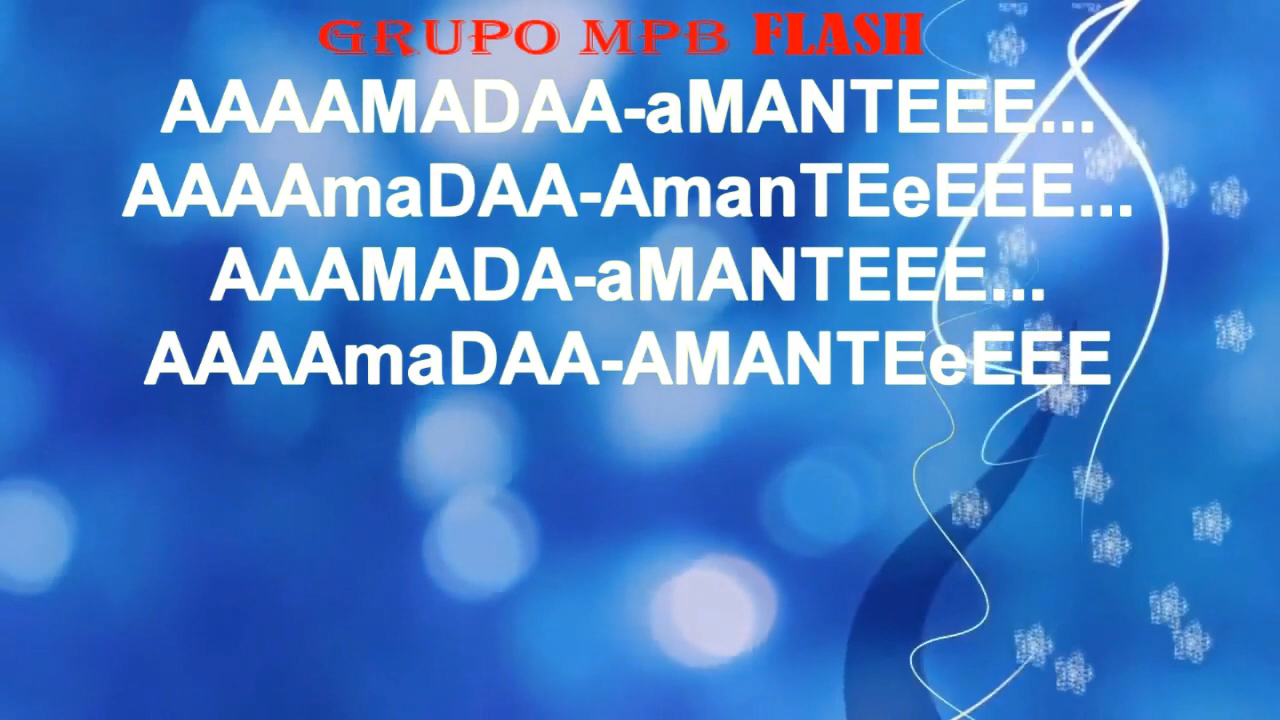 GRUPO MPB FLASH
AAAAMADAA-aMANTEEE...
AAAAmaDAA-AmanTEeEEE...
AAAMADA-aMANTEEE...
AAAAmaDAA-AMANTEeEEE